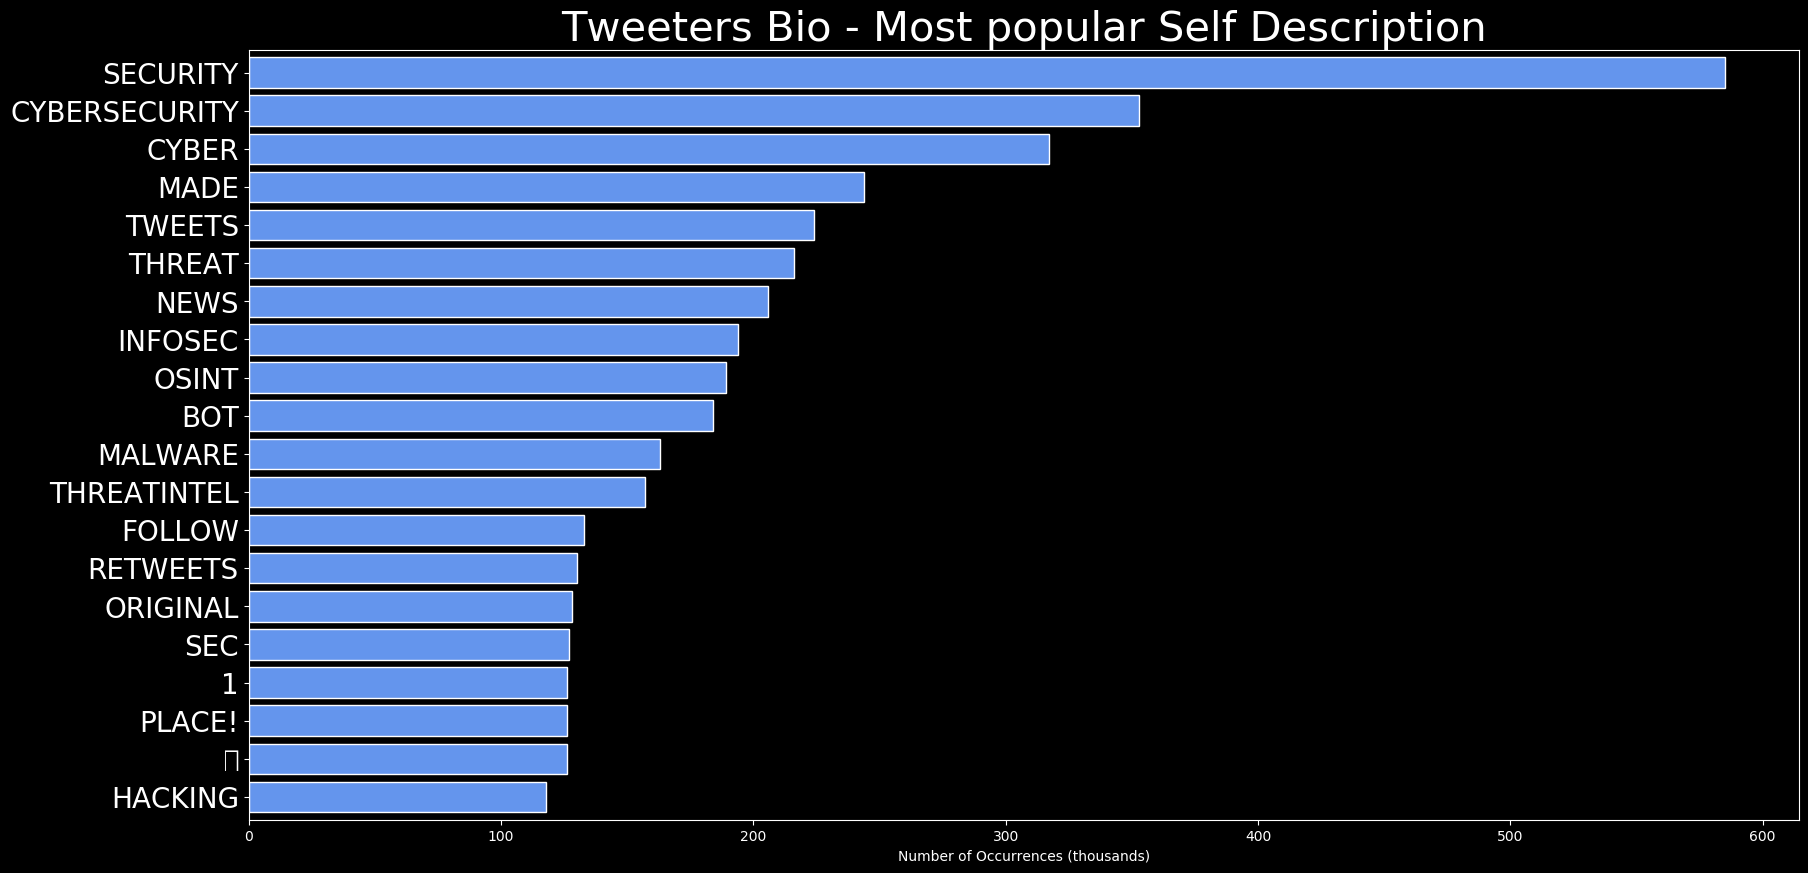 Tweeters Bio - Most popular Self Description
SECURITY
CYBERSECURITY
CYBER
MADE
TWEETS
THREAT
NEWS
INFOSEC
OSINT
BOT
MALWARE
THREATINTEL
FOLLOW
RETWEETS
ORIGINAL
SEC
1
PLACE!
HACKING
0 100 200 300 400 500 600
Number of Occurrences (thousands)